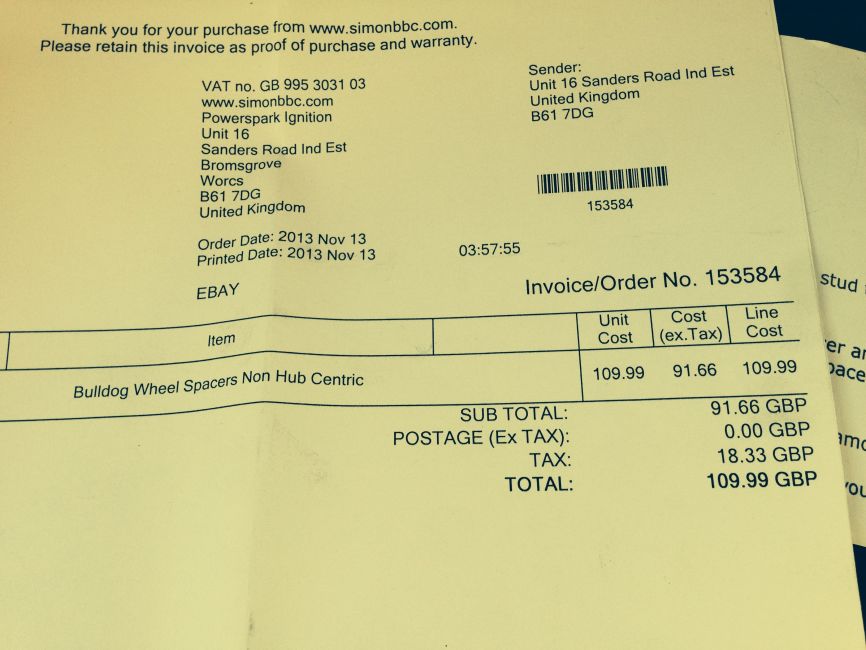 Thank you for your purchase from www.simonbbc.com.
Please retain this invoice as proof of purchase and warranty.
VAT no. GB 995 3031 03
www.simonbbc.com
Powerspark Ignition
Unit 16
Sanders Road Ind Est
Bromsgrove
Worcs
B61 7DG
United Kingdom
Sender:
Unit 16 Sanders Road Ind Est
United Kingdom
B61 7DG
153584
Order Date: 2013 Nov 13
Printed Date: 2013 Nov 13 03:57:55
EBAY
Invoice/Order No. 153584
Item Unit Cost Cost (ex.Tax) Line Cost
Bulldog Wheel Spacers Non Hub Centric 109.99 91.66 109.99
SUB TOTAL: 91.66 GBP
POSTAGE (Ex TAX): 0.00 GBP
TAX: 18.33 GBP
TOTAL: 109.99 GBP
stud